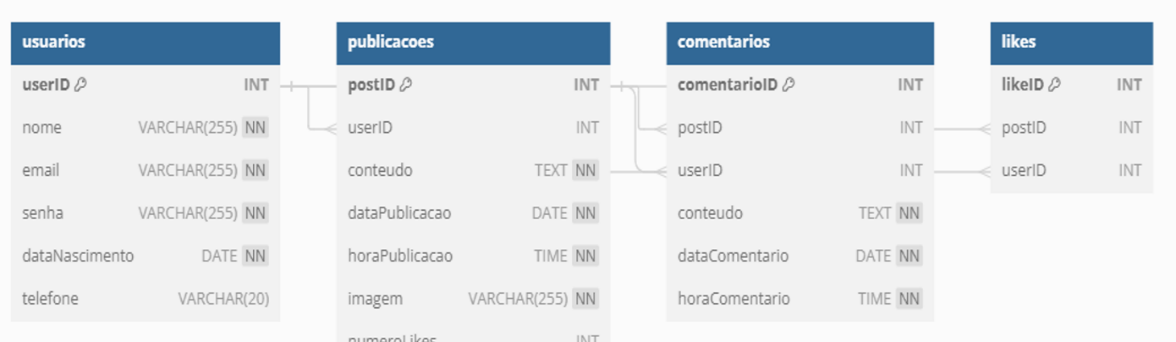 usuarios
userID INT
nome VARCHAR(255) NN
email VARCHAR(255) NN
senha VARCHAR(255) NN
dataNascimento DATE NN
telefone VARCHAR(20)
publicacoes
postID INT
userID INT
conteudo TEXT NN
dataPublicacao DATE NN
horaPublicacao TIME NN
imagem VARCHAR(255) NN
numeroLikes INT
comentarios
comentarioID INT
postID INT
userID INT
conteudo TEXT NN
dataComentario DATE NN
horaComentario TIME NN
likes
likeID INT
postID INT
userID INT